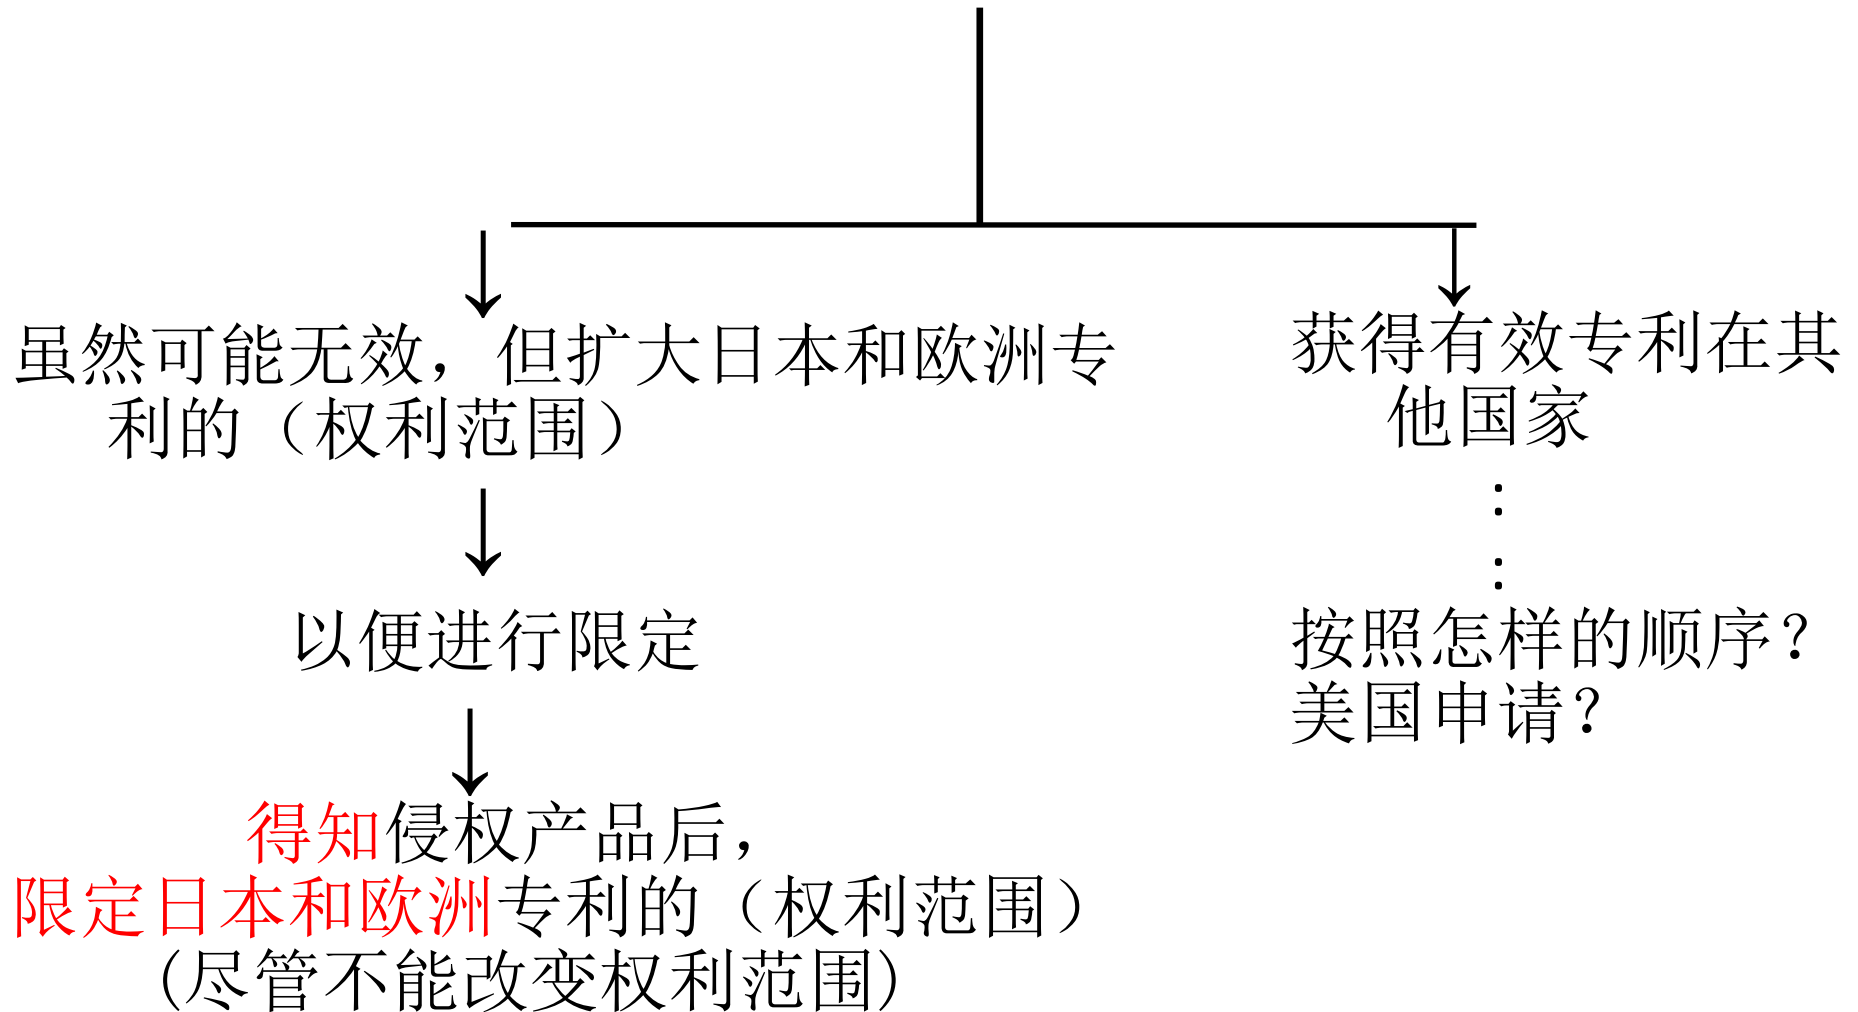 虽然可能无效，但扩大日本和欧洲专
利的（权利范围）
以便进行限定
得知侵权产品后，
限定日本和欧洲专利的（权利范围）
(尽管不能改变权利范围)
获得有效专利在其
他国家
：
：
按照怎样的顺序？
美国申请？